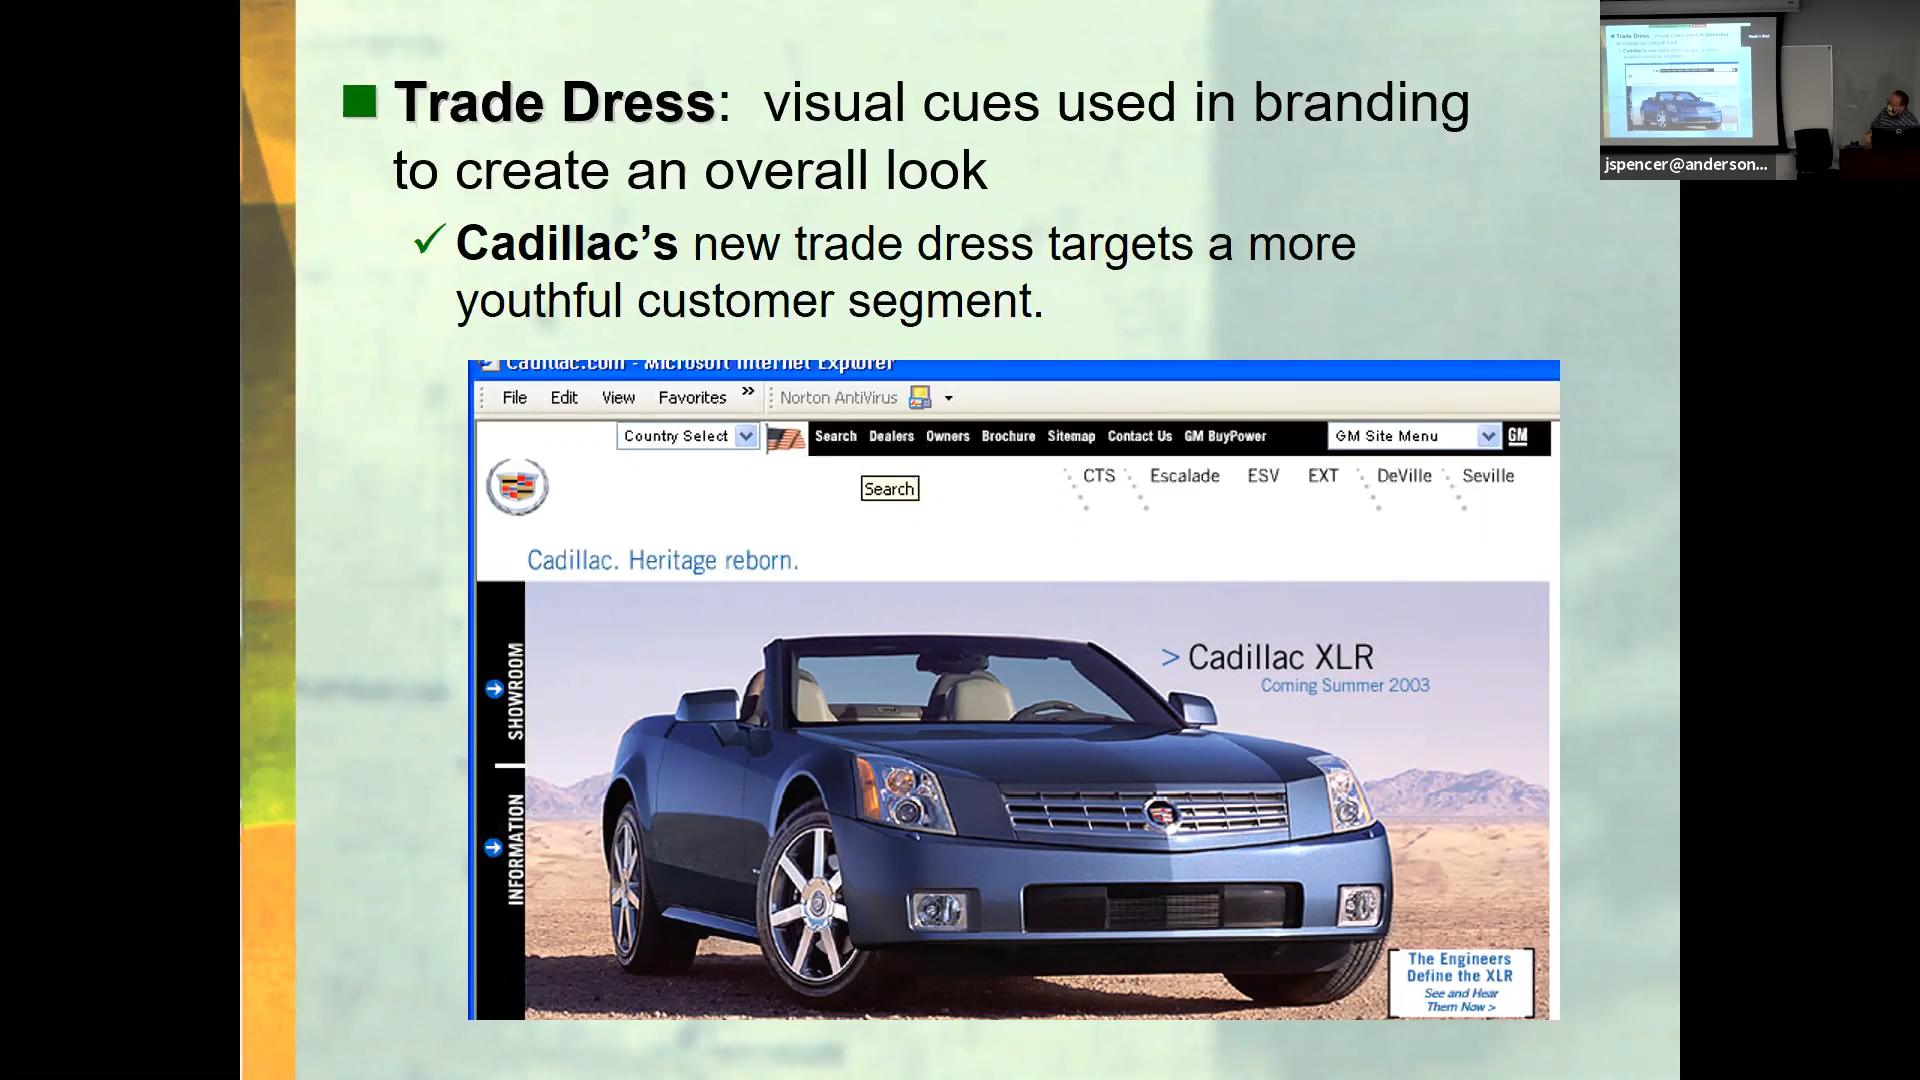 Trade Dress: visual cues used in branding
to create an overall look
Cadillac's new trade dress targets a more
youthful customer segment.
Cadillac.com - Microsoft Internet Explorer
File Edit View Favorites » Norton AntiVirus
Country Select Search Dealers Owners Brochure Sitemap Contact Us GM BuyPower GM Site Menu GM
CTS Escalade ESV EXT DeVille Seville
Search
Cadillac. Heritage reborn.
> Cadillac XLR
Coming Summer 2003
SHOWROOM
INFORMATION
The Engineers
Define the XLR
See and Hear
Them Now >
jspencer@anderson...